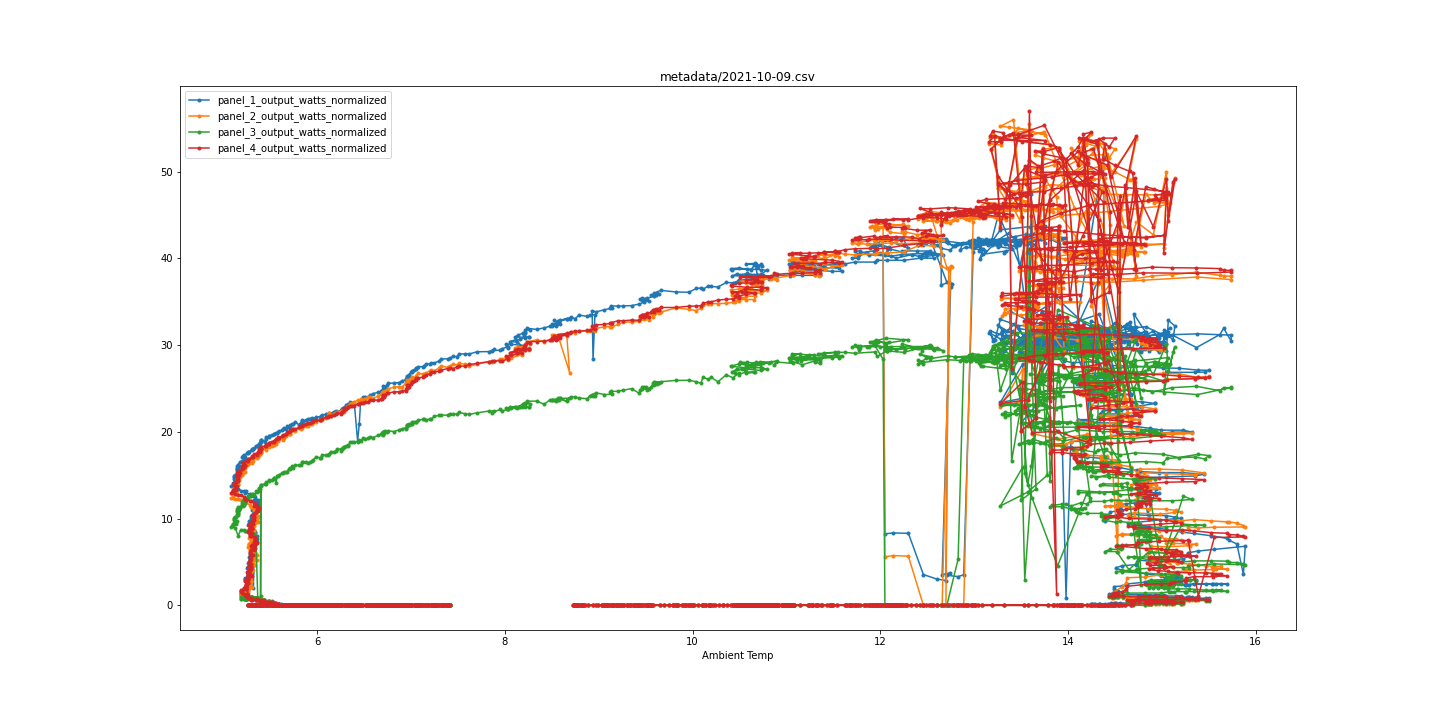 metadata/2021-10-09.csv
panel_1_output_watts_normalized
panel_2_output_watts_normalized
panel_3_output_watts_normalized
panel_4_output_watts_normalized
50
40
30
20
10
0
6 8 10 12 14 16
Ambient Temp